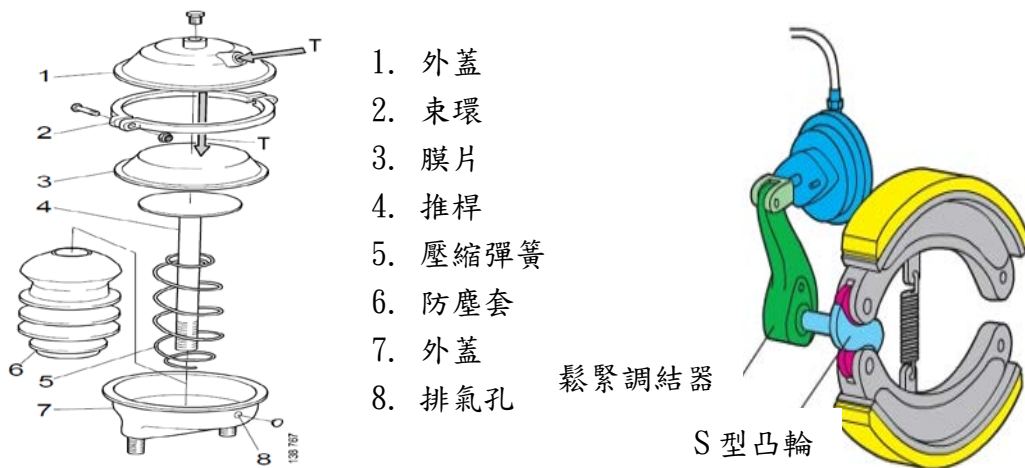 T
1
2
T
3
4
5
6
7
8
138 767
1. 外蓋
2. 束環
3. 膜片
4. 推桿
5. 壓縮彈簧
6. 防塵套
7. 外蓋
8. 排氣孔
鬆緊調結器
S 型凸輪